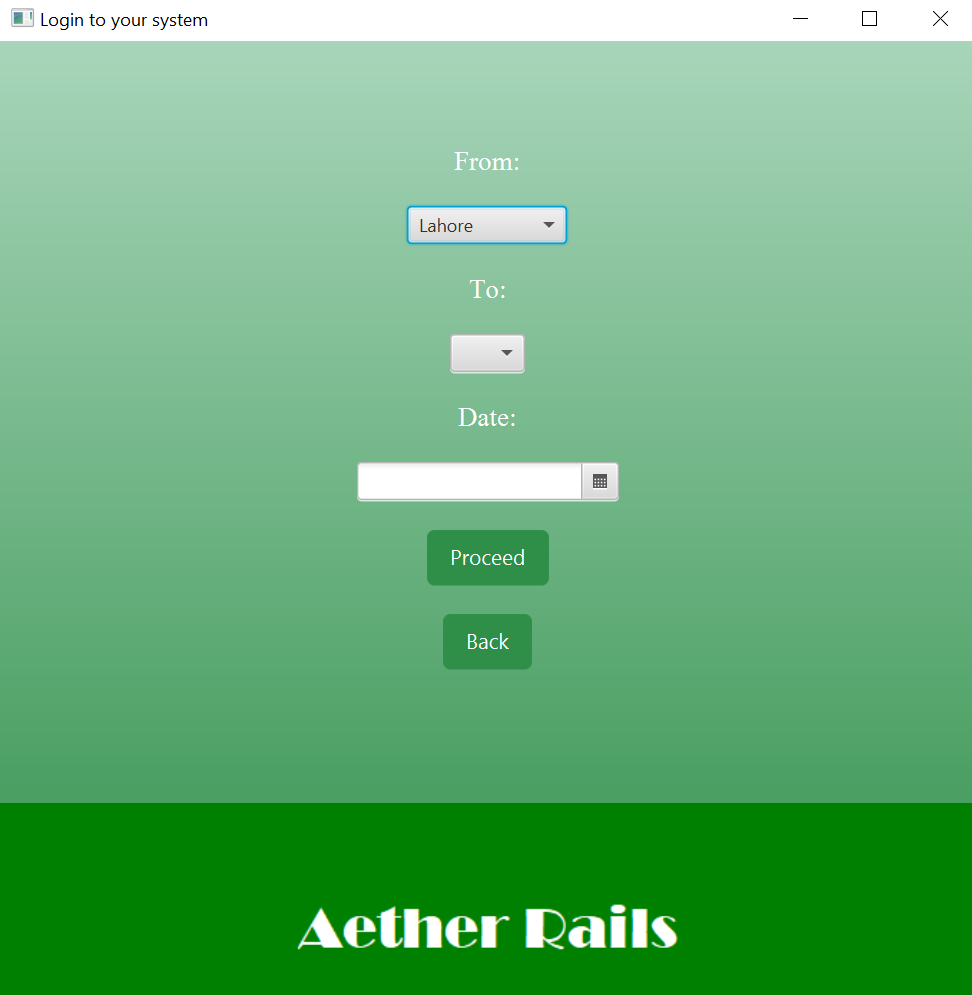 Login to your system
From:
Lahore
To:
Date:
Proceed
Back
Aether Rails